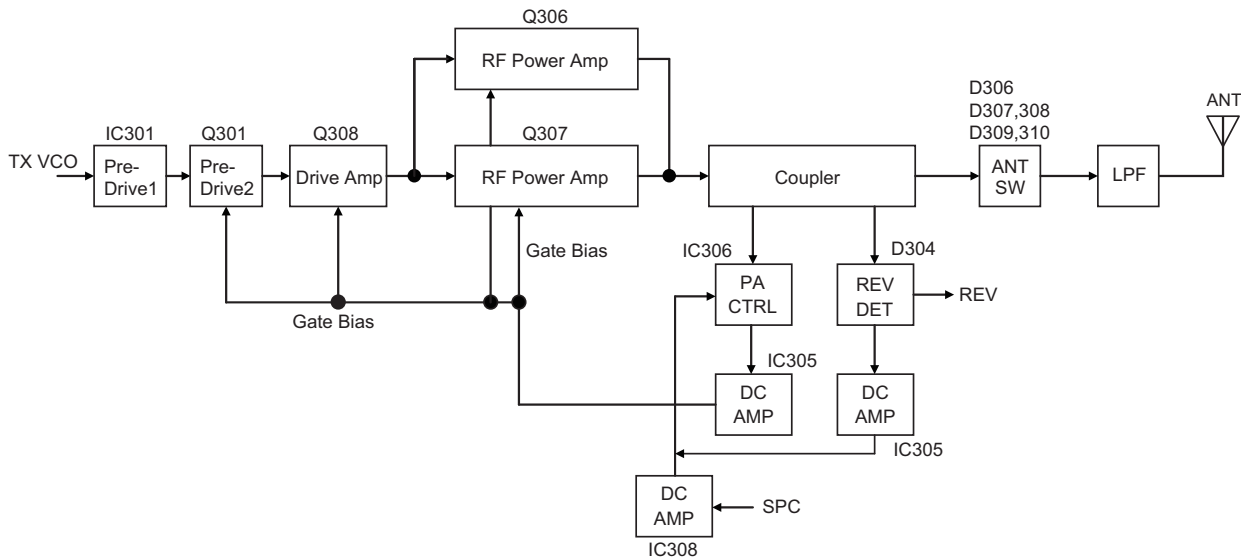 Q306
RF Power Amp
D306
D307,308
D309,310
ANT
IC301
Q301
Q308
Q307
TX VCO
Pre-
Drive1
Pre-
Drive2
Drive Amp
RF Power Amp
Coupler
ANT
SW
LPF
Gate Bias
Gate Bias
IC306
PA
CTRL
D304
REV
DET
REV
IC305
DC
AMP
DC
AMP
IC305
DC
AMP
SPC
IC308